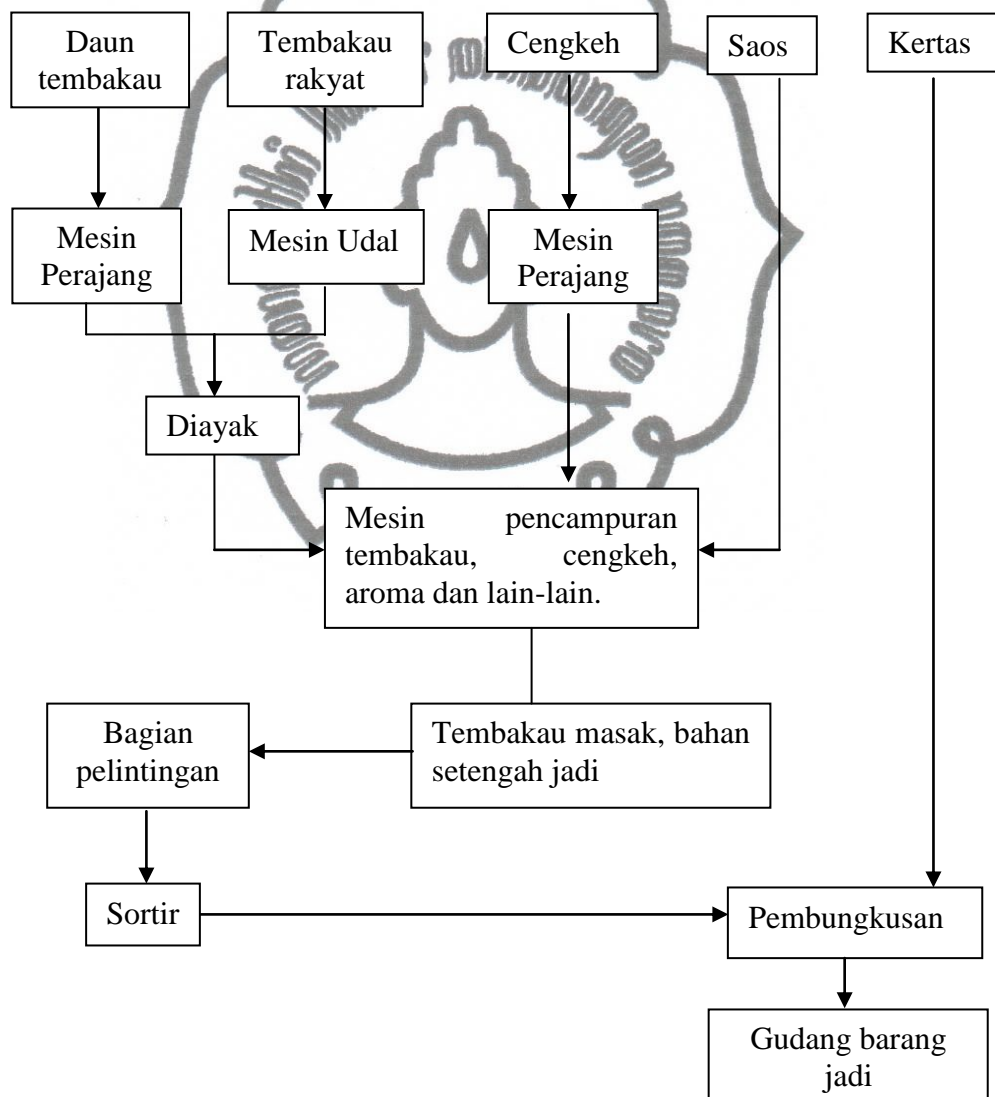 Daun
tembakau
Tembakau
rakyat
Cengkeh
Saos
Kertas
Mesin
Perajang
Mesin Udal
Mesin
Perajang
Diayak
Mesin pencampuran
tembakau, cengkeh,
aroma dan lain-lain.
Bagian
pelintingan
Tembakau masak, bahan
setengah jadi
Sortir
Pembungkusan
Gudang barang
jadi